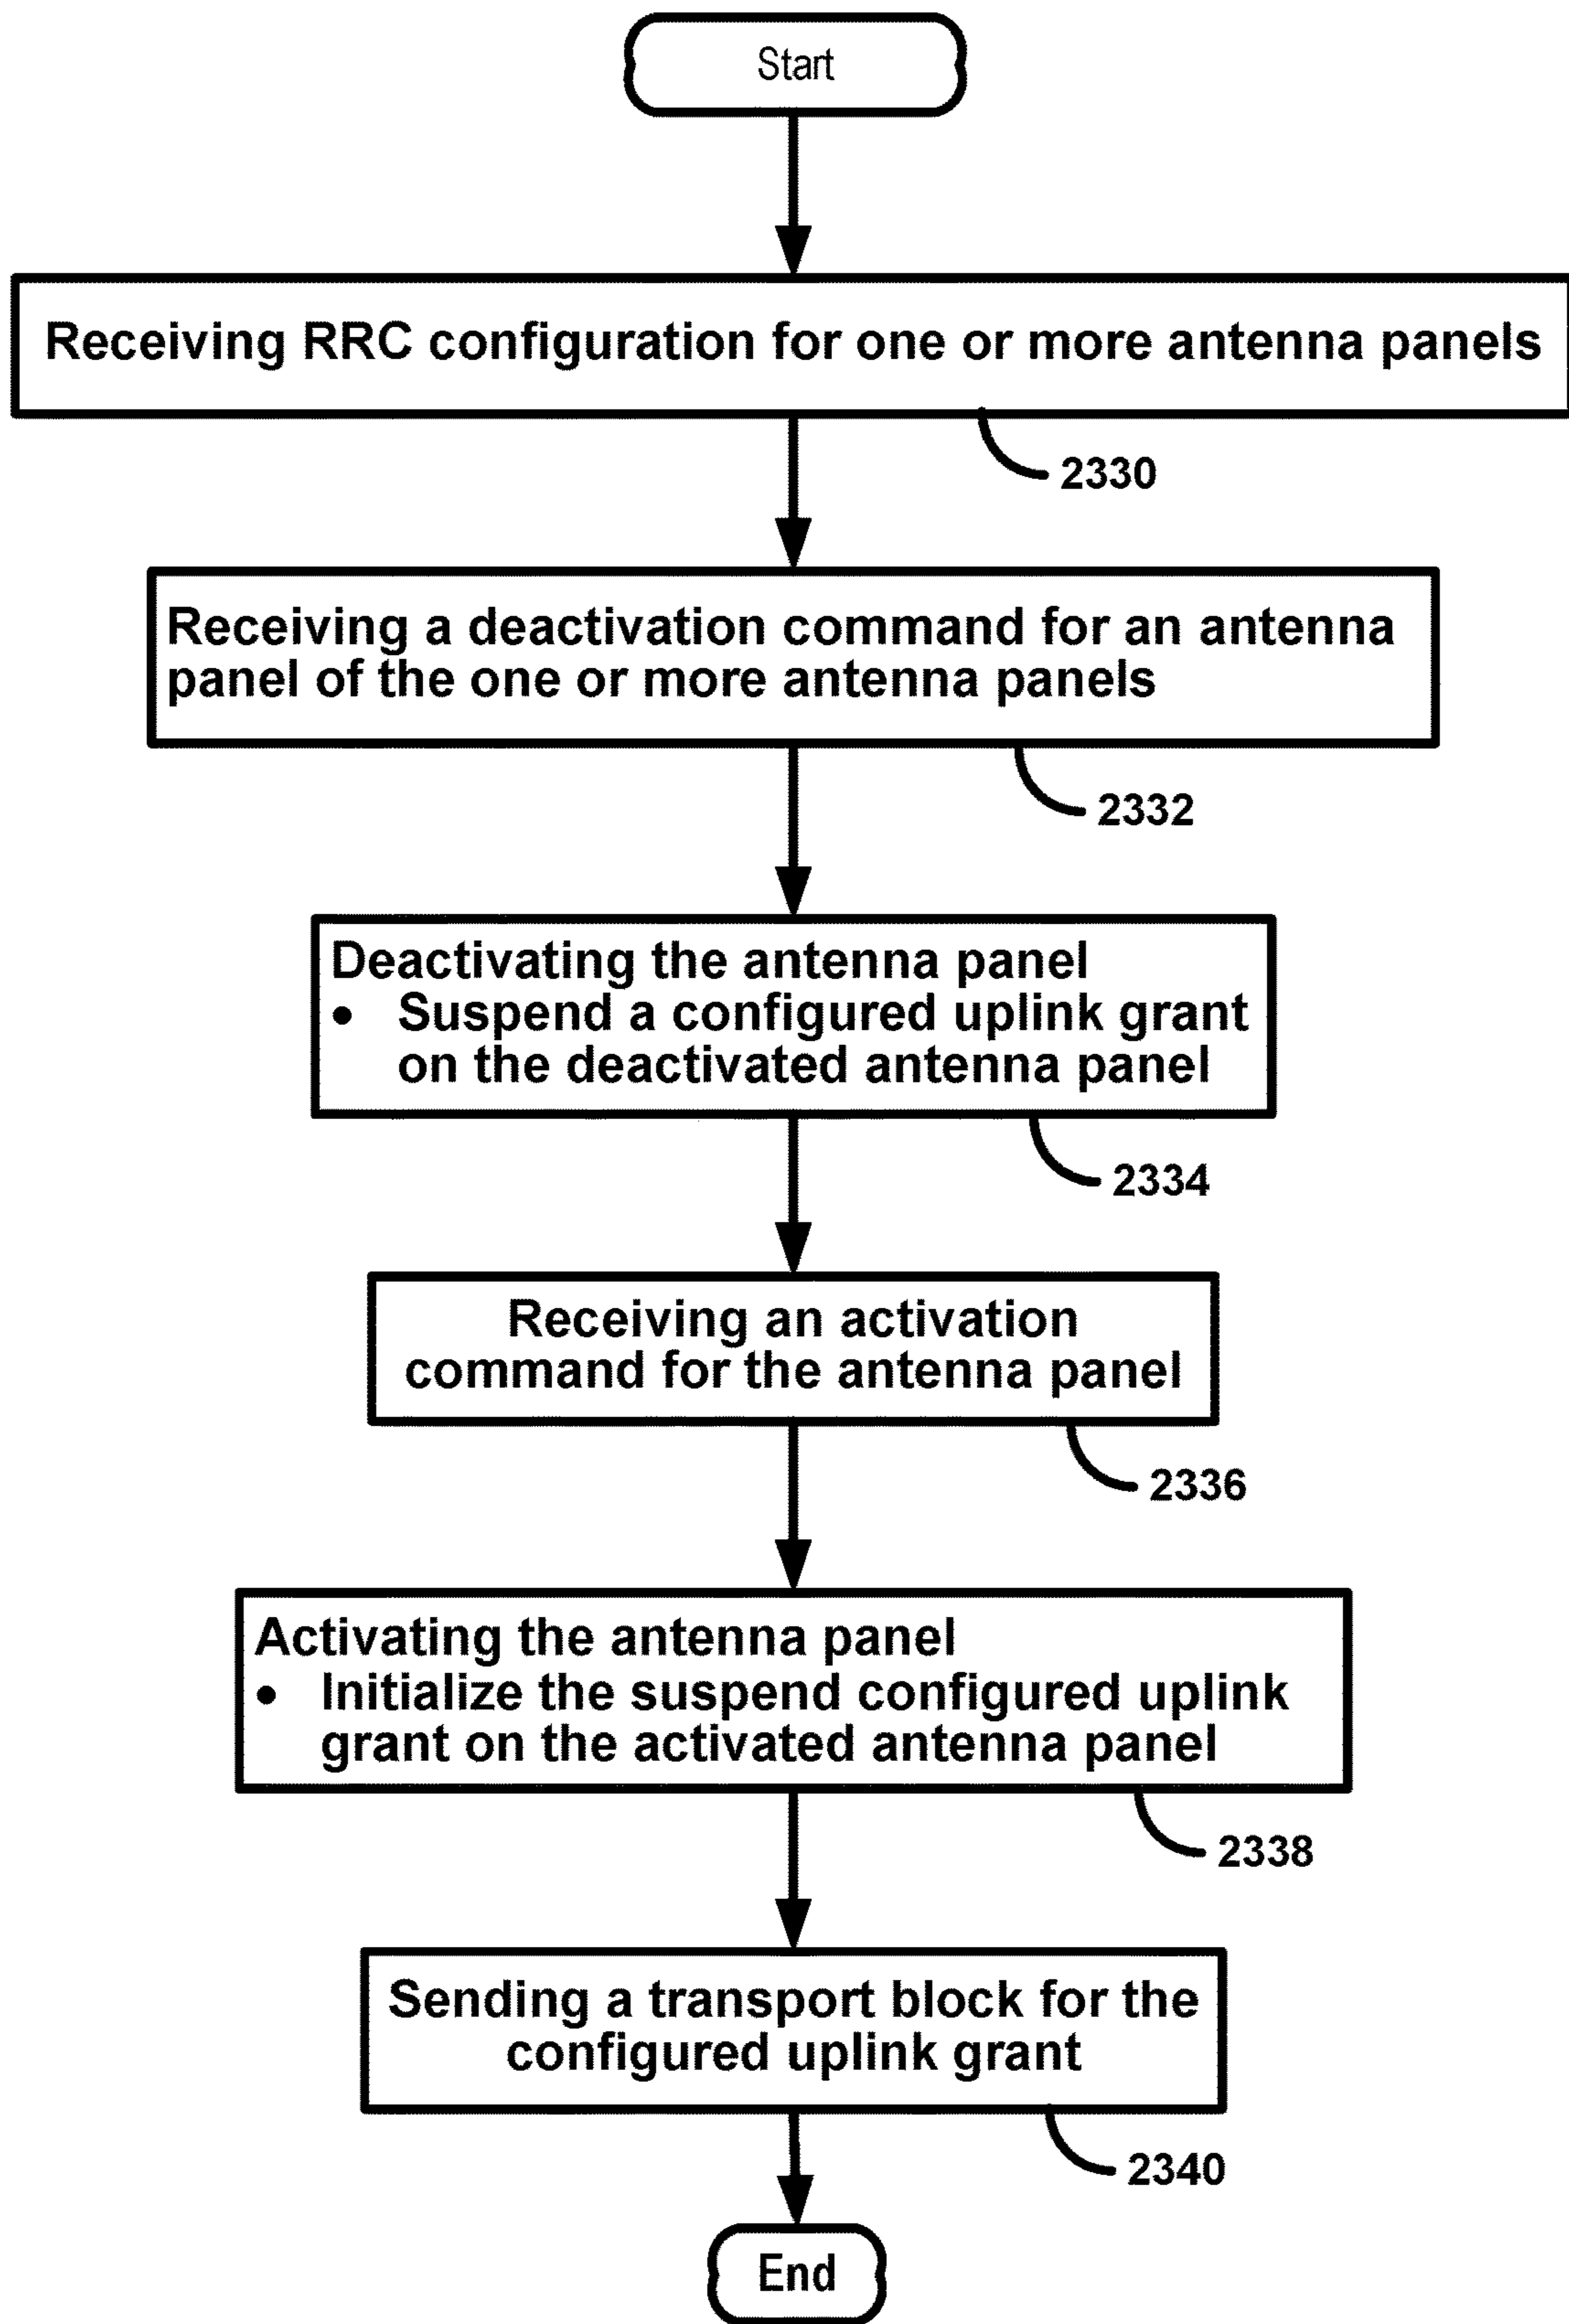 Start
Receiving RRC configuration for one or more antenna panels
2330
Receiving a deactivation command for an antenna
panel of the one or more antenna panels
2332
Deactivating the antenna panel
• Suspend a configured uplink grant
on the deactivated antenna panel
2334
Receiving an activation
command for the antenna panel
2336
Activating the antenna panel
• Initialize the suspend configured uplink
grant on the activated antenna panel
2338
Sending a transport block for the
configured uplink grant
2340
End